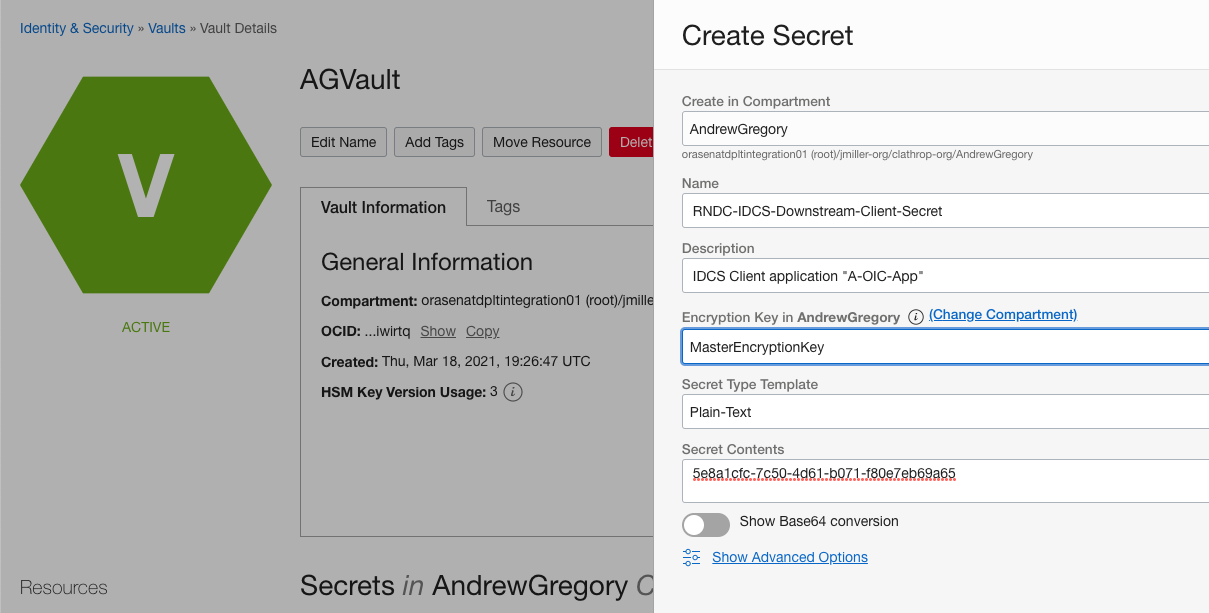 Identity & Security » Vaults » Vault Details
V
ACTIVE
Resources
AGVault
Edit Name
Add Tags
Move Resource
Delet
Vault Information
Tags
General Information
Compartment: orasenatdpltintegration01 (root)/jmille
OCID: ...iwirtq Show Copy
Created: Thu, Mar 18, 2021, 19:26:47 UTC
HSM Key Version Usage: 3 i
Secrets in AndrewGregory C
Create Secret
Create in Compartment
AndrewGregory
orasenatdpltintegration01 (root)/jmiller-org/clathrop-org/AndrewGregory
Name
RNDC-IDCS-Downstream-Client-Secret
Description
IDCS Client application "A-OIC-App"
Encryption Key in AndrewGregory i (Change Compartment)
MasterEncryptionKey
Secret Type Template
Plain-Text
Secret Contents
5e8a1cfc-7c50-4d61-b071-f80e7eb69a65
Show Base64 conversion
Show Advanced Options